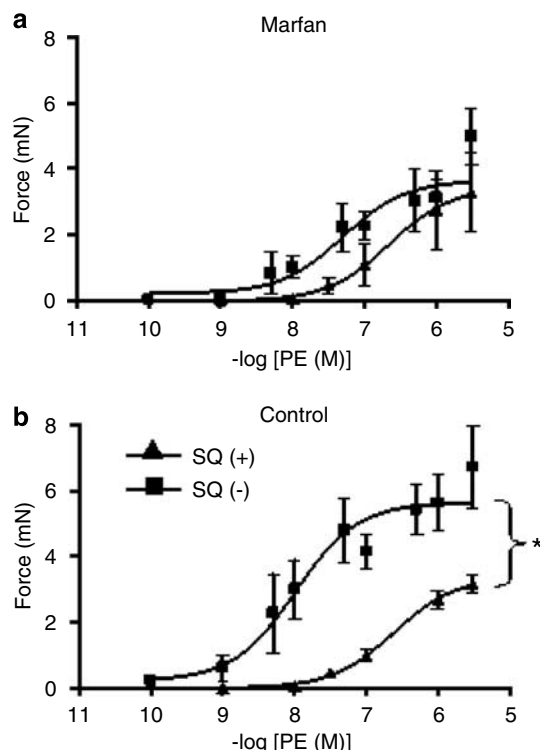 a
Marfan
8
6
4
2
0
Force (mN)
11 10 9 8 7 6 5
-log [PE (M)]
b
Control
8
6
4
2
0
Force (mN)
SQ (+)
SQ (-)
*
11 10 9 8 7 6 5
-log [PE (M)]